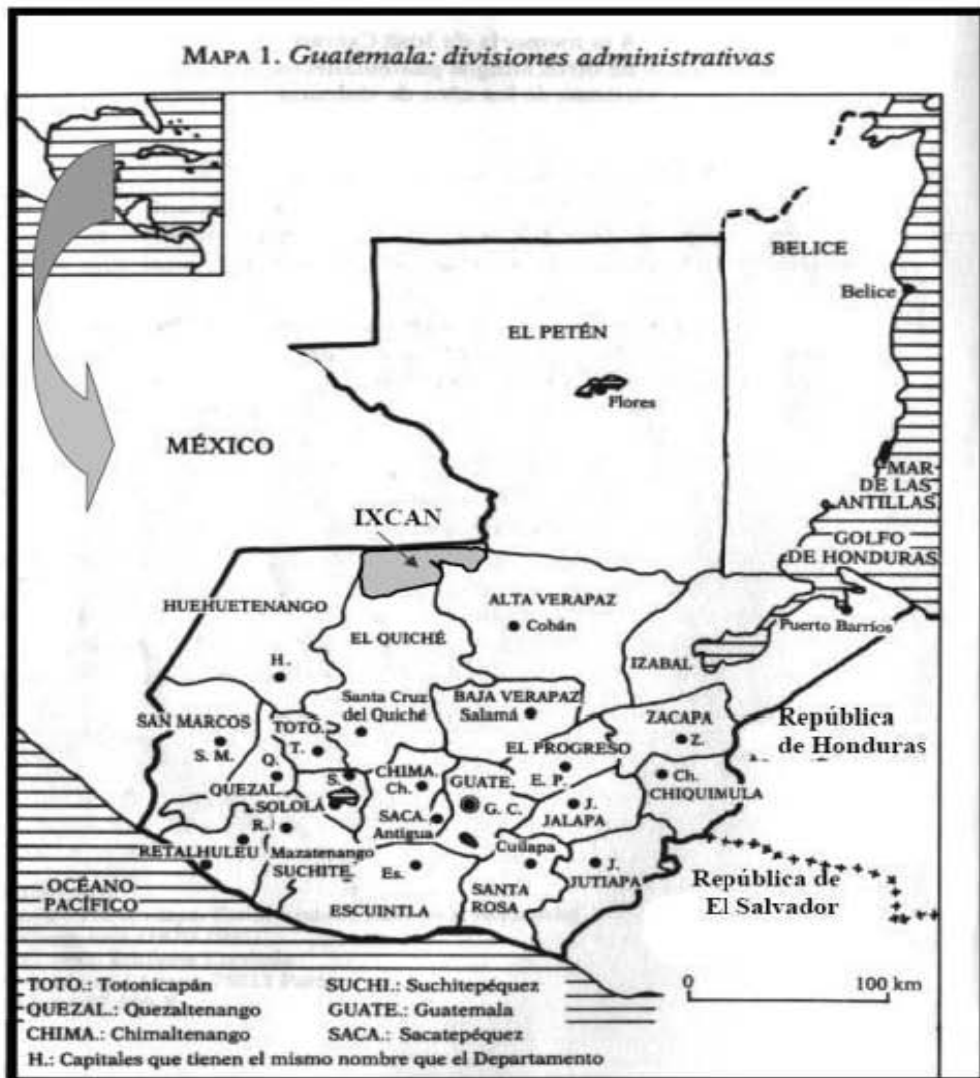 MAPA 1. Guatemala: divisiones administrativas
BELICE
Belice
EL PETÉN
Flores
MÉXICO
MAR
DE LAS
ANTILLAS
IXCAN
GOLFO
DE HONDURAS
HUEHUETENANGO
ALTA VERAPAZ
Cobán
Puerto Barríos
EL QUICHÉ
IZABAL
H.
Santa Cruz
del Quiché
BAJA VERAPAZ
Salamá
SAN MARCOS
S. M.
TOTO.
T.
ZACAPA
Z.
República
de Honduras
EL PROGRESO
E. P.
Q.
QUEZAL.
S.
SOLOLÁ
CHIMA.
Ch.
GUATE.
G. C.
Ch.
CHIQUIMULA
J.
JALAPA
SACA.
Antigua
R.
RETALHULEU
Mazatenango
SUCHITE.
Cuilapa
Es.
ESCUINTLA
SANTA
ROSA
J.
JUTIAPA
República de
El Salvador
OCÉANO
PACÍFICO
0 100 km
TOTO.: Totonicapán SUCHI.: Suchitepéquez
QUEZAL.: Quezaltenango GUATE.: Guatemala
CHIMA.: Chimaltenango SACA.: Sacatepéquez
H.: Capitales que tienen el mismo nombre que el Departamento